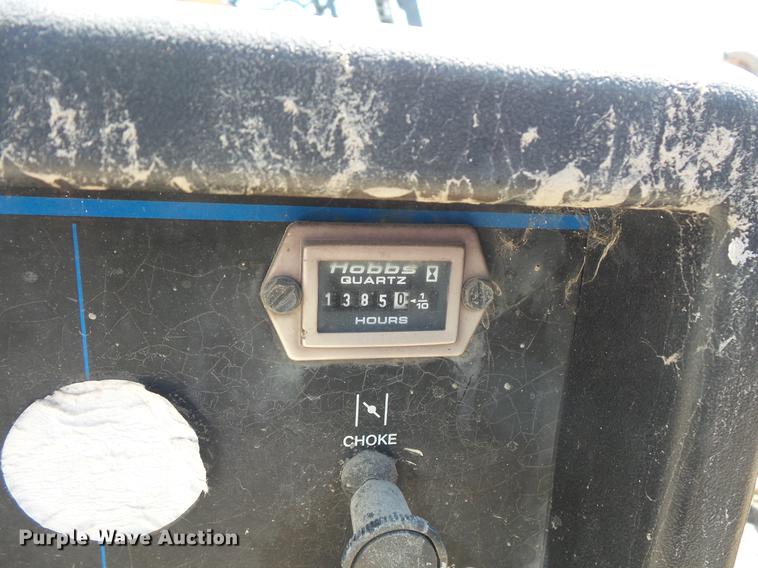 Hobbs
QUARTZ
13850 1/10
HOURS
CHOKE
Purple Wave Auction